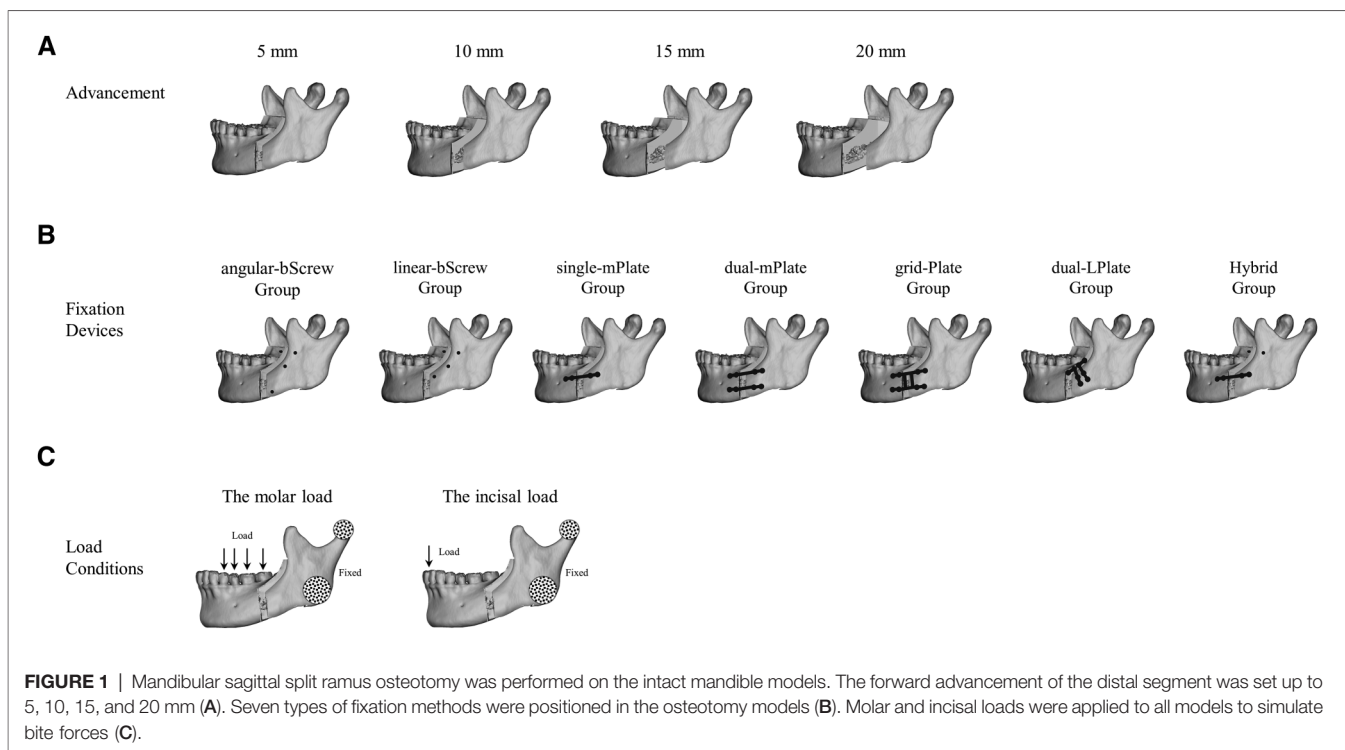 A
5 mm
10 mm
15 mm
20 mm
Advancement
B
angular-bScrew
Group
linear-bScrew
Group
single-mPlate
Group
dual-mPlate
Group
grid-Plate
Group
dual-LPlate
Group
Hybrid
Group
Fixation
Devices
C
The molar load
The incisal load
Load
Load
Load
Conditions
Fixed
Fixed
FIGURE 1 | Mandibular sagittal split ramus osteotomy was performed on the intact mandible models. The forward advancement of the distal segment was set up to
5, 10, 15, and 20 mm (A). Seven types of fixation methods were positioned in the osteotomy models (B). Molar and incisal loads were applied to all models to simulate
bite forces (C).